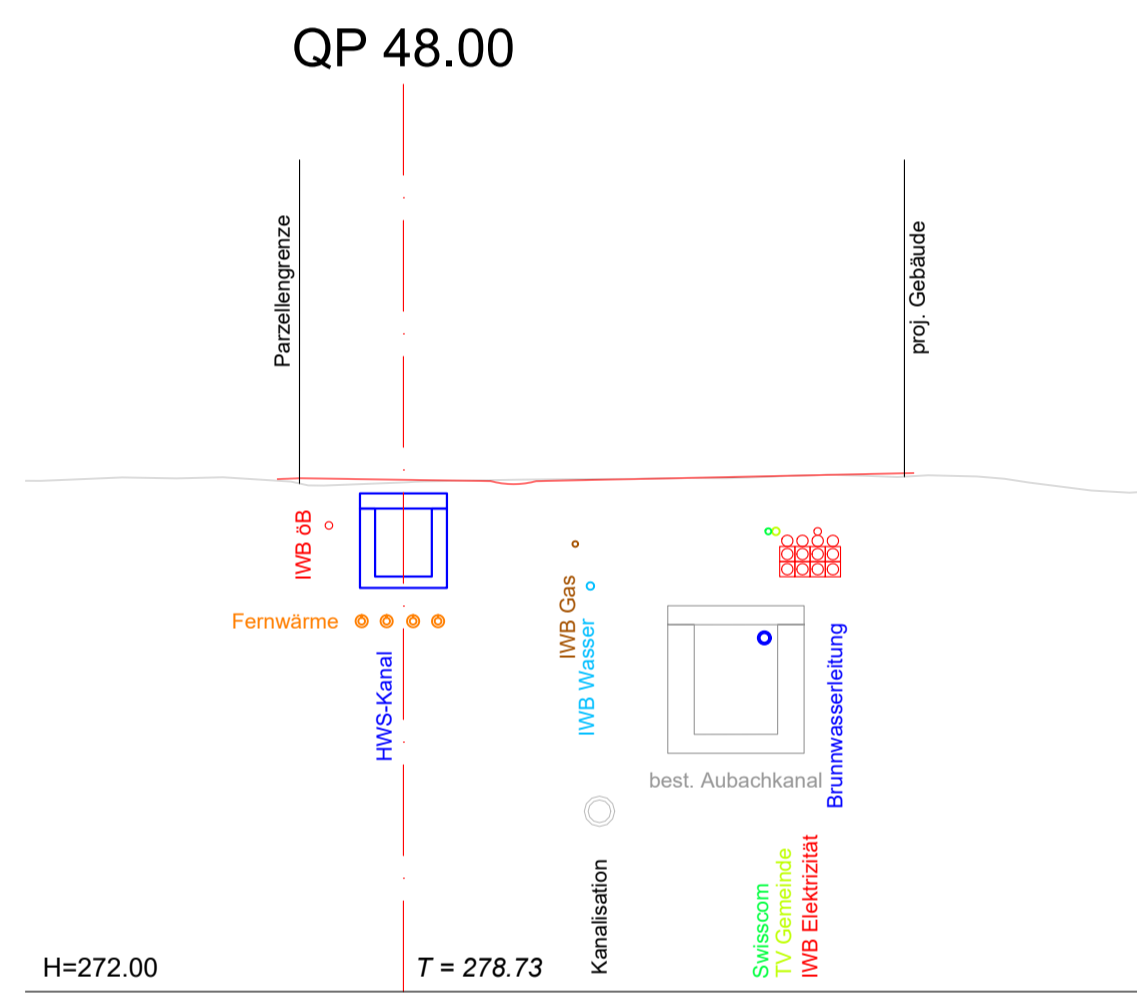 QP 48.00
Parzellengrenze
proj. Gebäude
IWB öB
Fernwärme
HWS-Kanal
IWB Gas
IWB Wasser
best. Aubachkanal
Brunnwasserleitung
Kanalisation
Swisscom
TV Gemeinde
IWB Elektrizität
H=272.00
T = 278.73